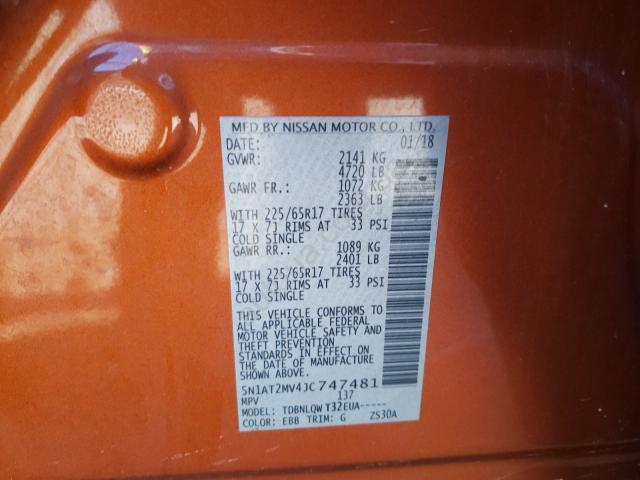 MFD BY NISSAN MOTOR CO., LTD.
DATE: 01/18
GVWR: 2141 KG
4720 LB
GAWR FR.: 1072 KG
2363 LB
WITH 225/65R17 TIRES
17 X 7J RIMS AT 33 PSI
COLD SINGLE
GAWR RR.: 1089 KG
2401 LB
WITH 225/65R17 TIRES
17 X 7J RIMS AT 33 PSI
COLD SINGLE
THIS VEHICLE CONFORMS TO
ALL APPLICABLE FEDERAL
MOTOR VEHICLE SAFETY AND
THEFT PREVENTION
STANDARDS IN EFFECT ON
THE DATE OF MANUFACTURE
SHOWN ABOVE.
5N1AT2MV4JC747481
MPV 137
MODEL: TDBNLQW T32EUA-----
COLOR: EBB TRIM: G ZS30A